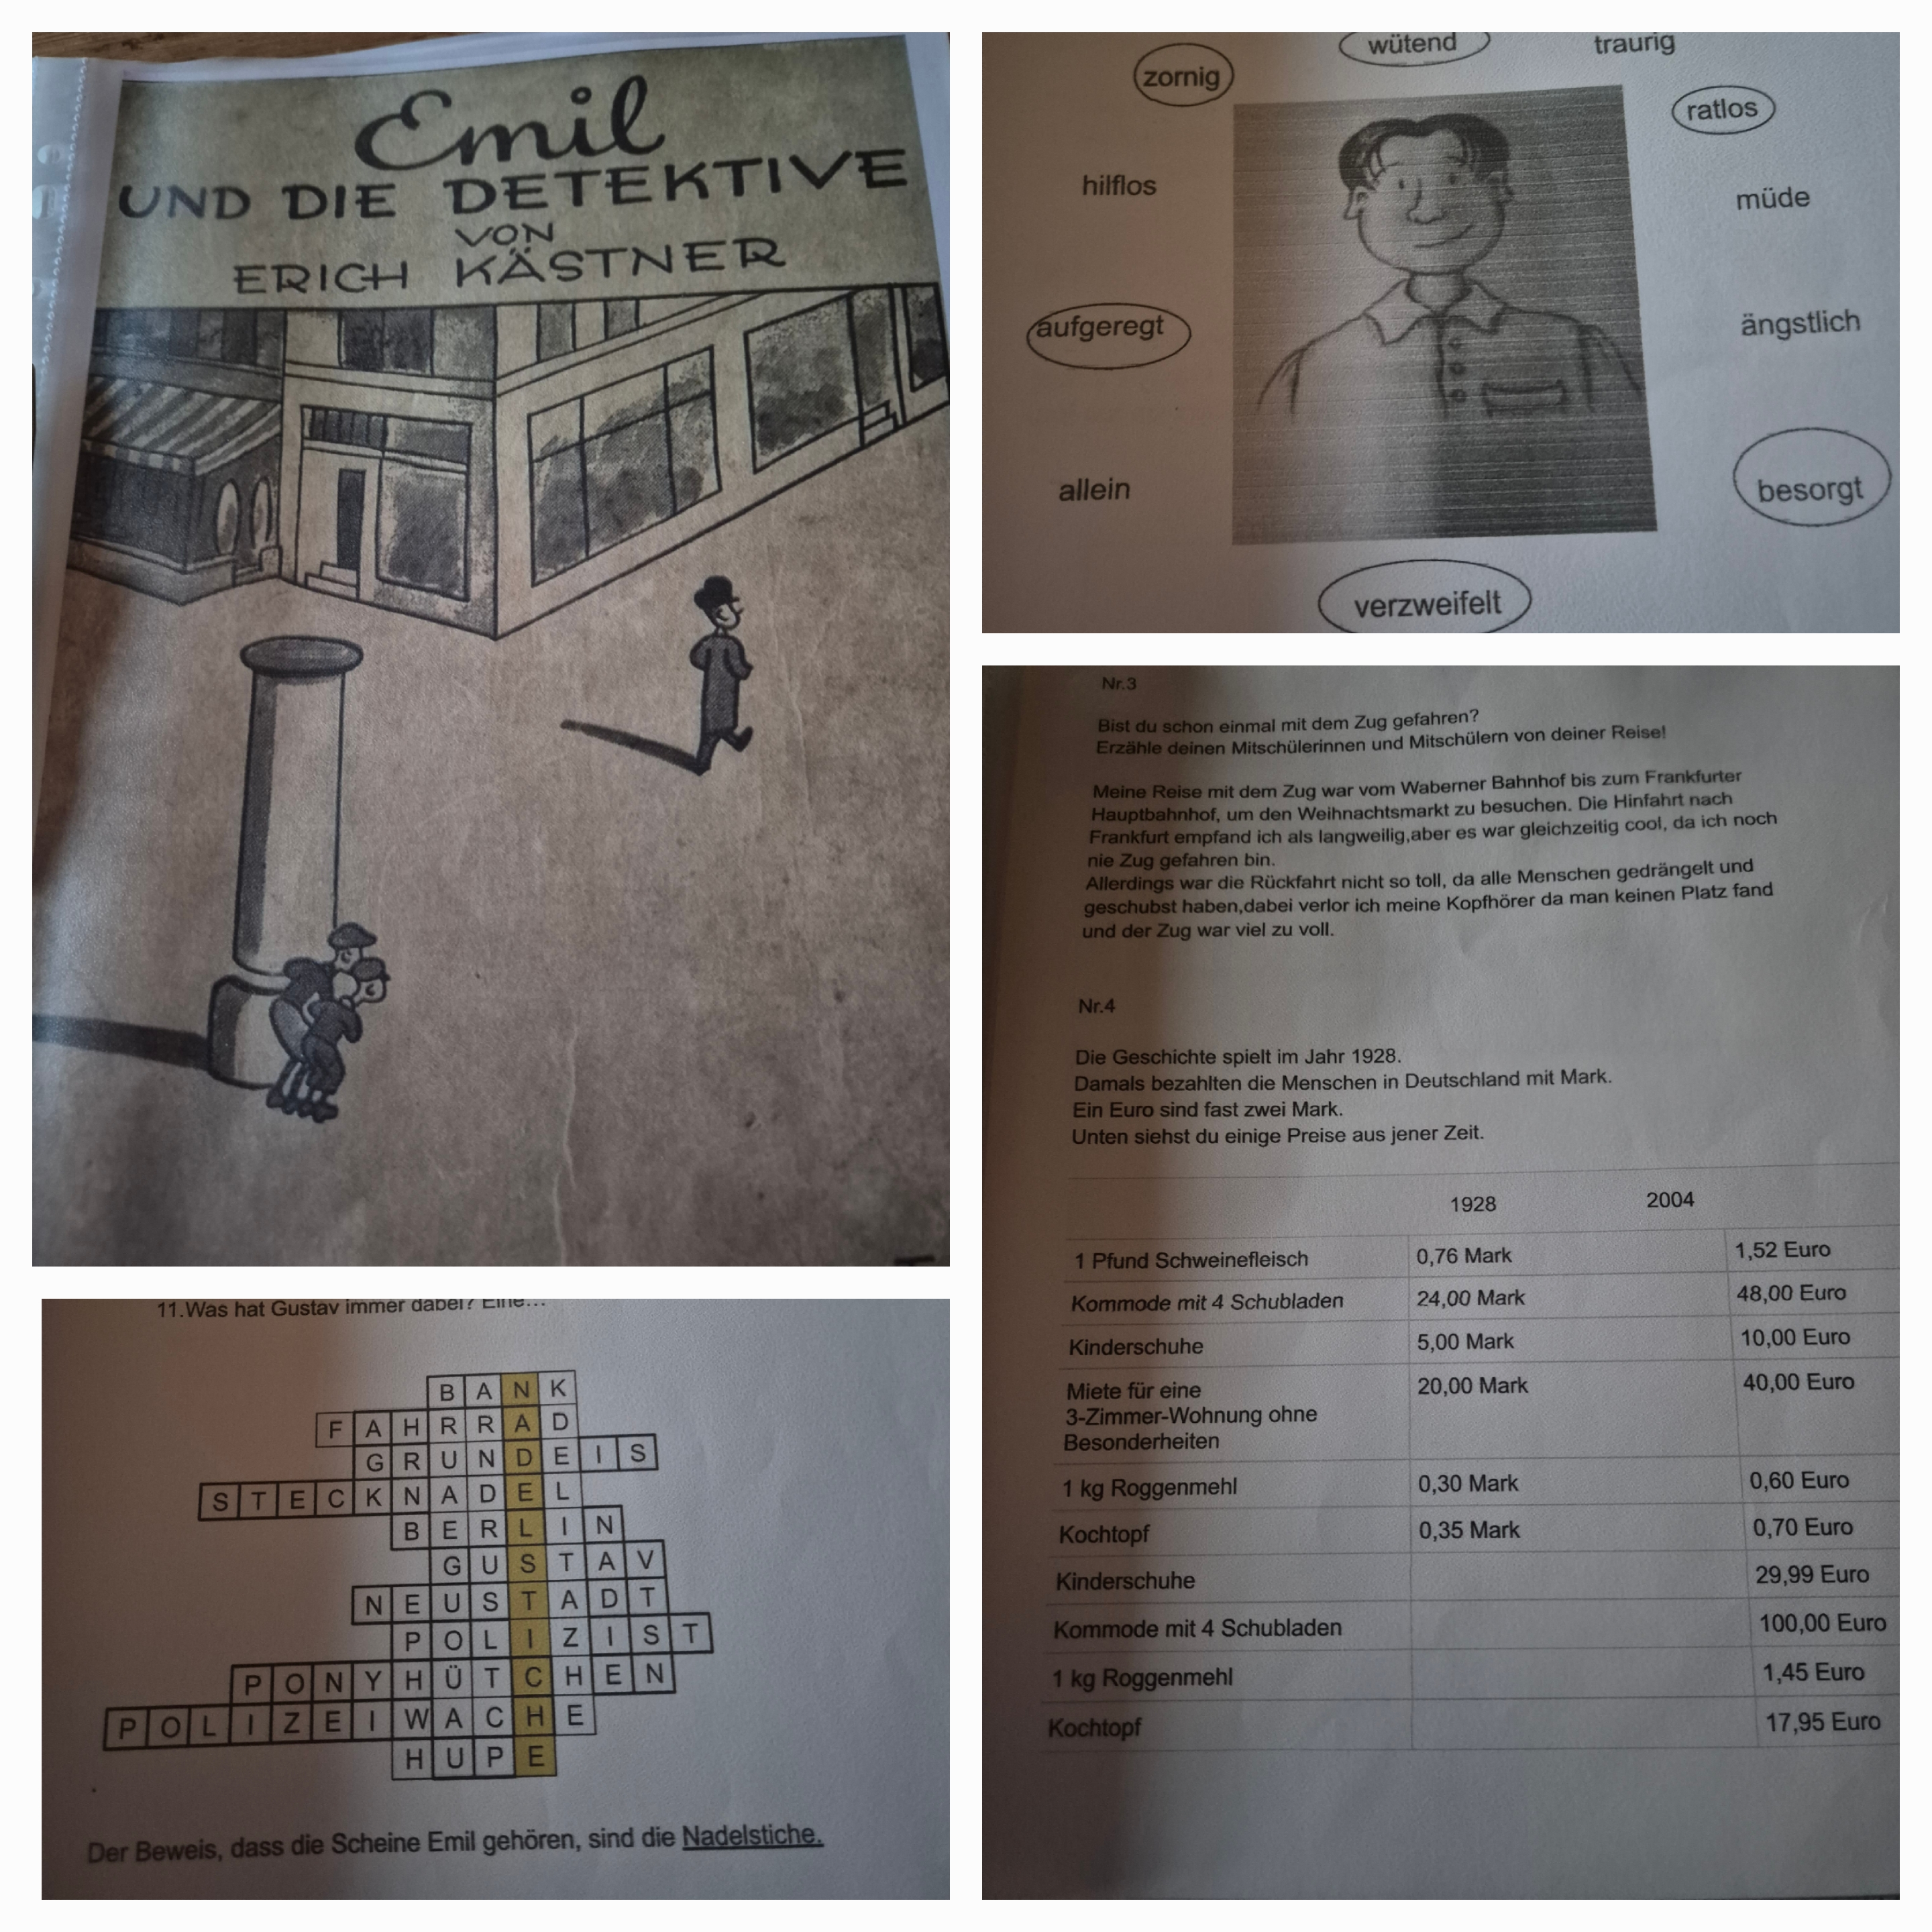 Emil
UND DIE DETEKTIVE
VON
ERICH KÄSTNER
wütend
traurig
zornig
ratlos
hilflos
müde
aufgeregt
ängstlich
allein
besorgt
verzweifelt
Nr.3
Bist du schon einmal mit dem Zug gefahren?
Erzähle deinen Mitschülerinnen und Mitschülern von deiner Reise!
Meine Reise mit dem Zug war vom Waberner Bahnhof bis zum Frankfurter
Hauptbahnhof, um den Weihnachtsmarkt zu besuchen. Die Hinfahrt nach
Frankfurt empfand ich als langweilig,aber es war gleichzeitig cool, da ich noch
nie Zug gefahren bin.
Allerdings war die Rückfahrt nicht so toll, da alle Menschen gedrängelt und
geschubst haben,dabei verlor ich meine Kopfhörer da man keinen Platz fand
und der Zug war viel zu voll.
Nr.4
Die Geschichte spielt im Jahr 1928.
Damals bezahlten die Menschen in Deutschland mit Mark.
Ein Euro sind fast zwei Mark.
Unten siehst du einige Preise aus jener Zeit.
1928 2004
1 Pfund Schweinefleisch 0,76 Mark 1,52 Euro
Kommode mit 4 Schubladen 24,00 Mark 48,00 Euro
Kinderschuhe 5,00 Mark 10,00 Euro
Miete für eine 20,00 Mark 40,00 Euro
3-Zimmer-Wohnung ohne
Besonderheiten
1 kg Roggenmehl 0,30 Mark 0,60 Euro
Kochtopf 0,35 Mark 0,70 Euro
Kinderschuhe 29,99 Euro
Kommode mit 4 Schubladen 100,00 Euro
1 kg Roggenmehl 1,45 Euro
Kochtopf 17,95 Euro
11.Was hat Gustav immer dabei? Eine...
BANK
FAHRRAD
GRUNDEIS
STECKNADEL
BERLIN
GUSTAV
NEUSTADT
POLIZIST
PONYHÜTCHEN
POLIZEIWACHE
HUPE
Der Beweis, dass die Scheine Emil gehören, sind die Nadelstiche.